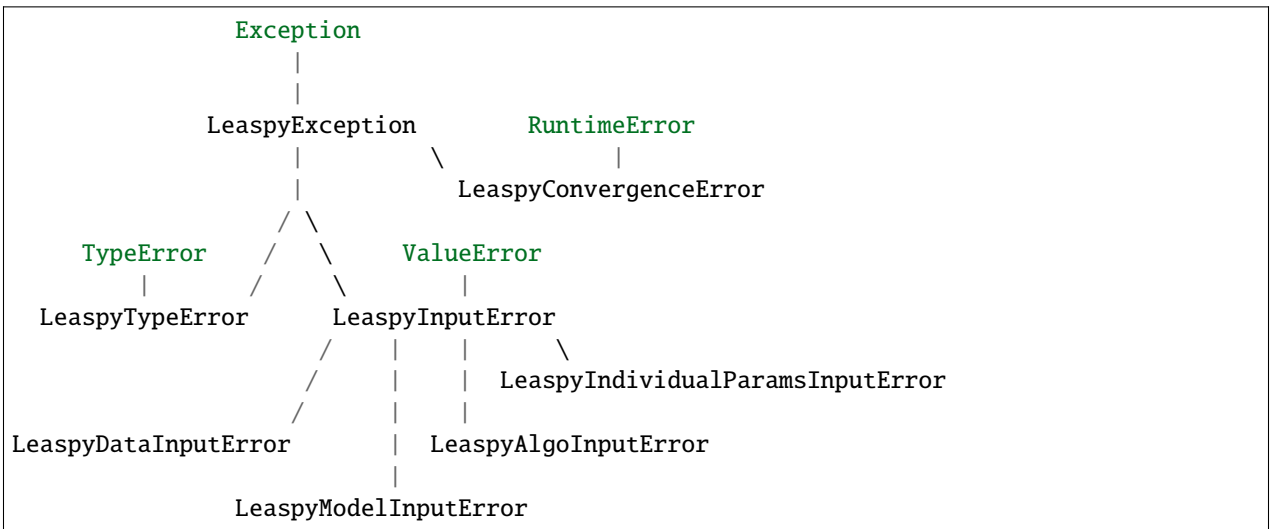 Exception
|
|
LeaspyException RuntimeError
| \ |
| LeaspyConvergenceError
/ \
TypeError / \ ValueError
| / \ |
LeaspyTypeError LeaspyInputError
/ | | \
/ | | LeaspyIndividualParamsInputError
/ | |
LeaspyDataInputError | LeaspyAlgoInputError
|
LeaspyModelInputError